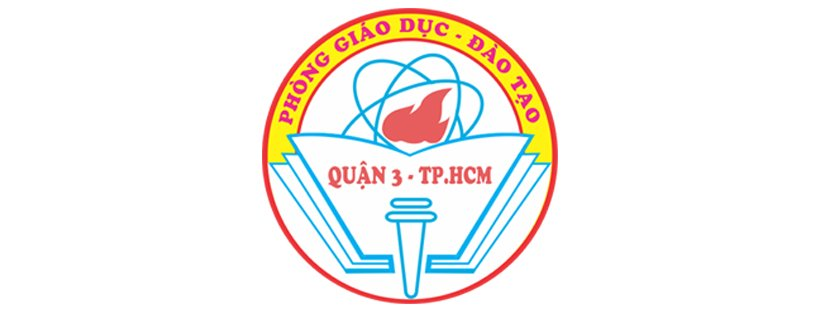 PHÒNG GIÁO DỤC - ĐÀO TẠO
QUẬN 3 - TP.HCM